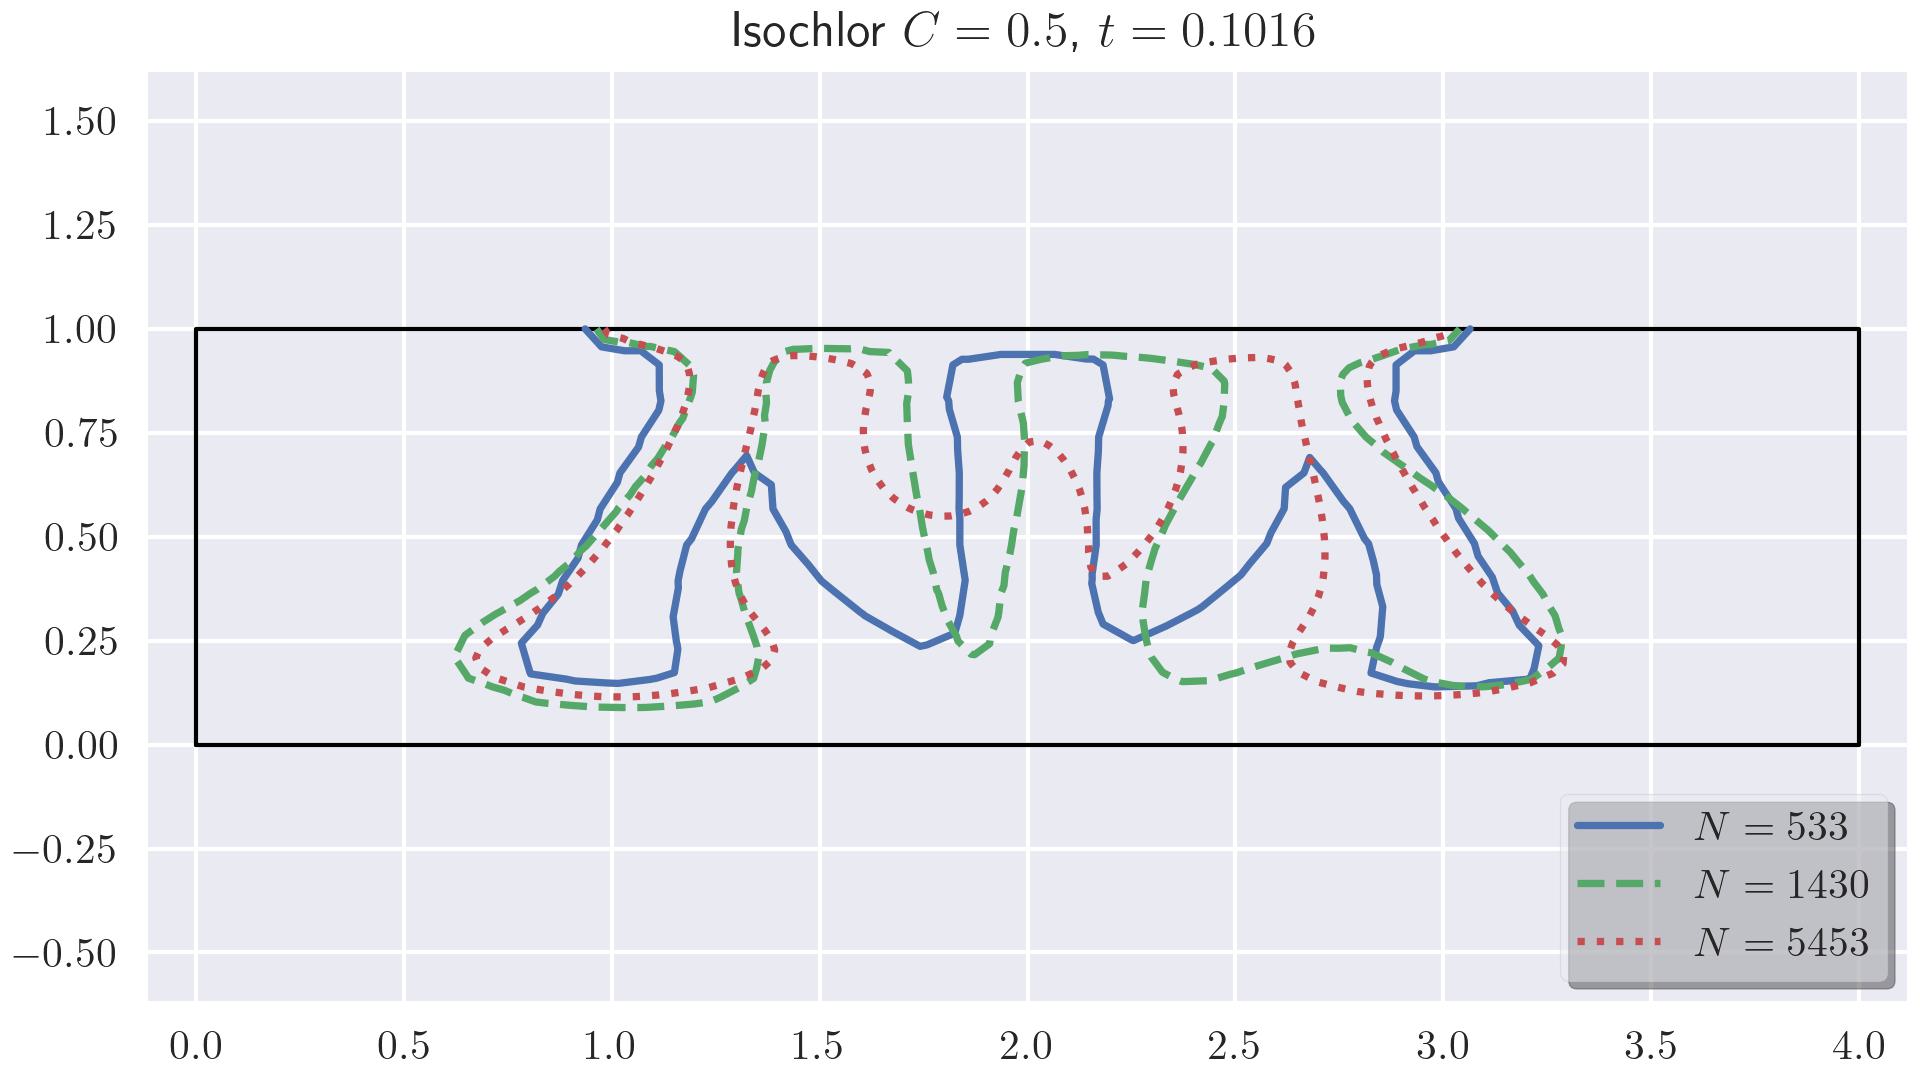 Isochlor C = 0.5, t = 0.1016
1.50
1.25
1.00
0.75
0.50
0.25
0.00
−0.25
−0.50
N = 533
N = 1430
N = 5453
0.0 0.5 1.0 1.5 2.0 2.5 3.0 3.5 4.0